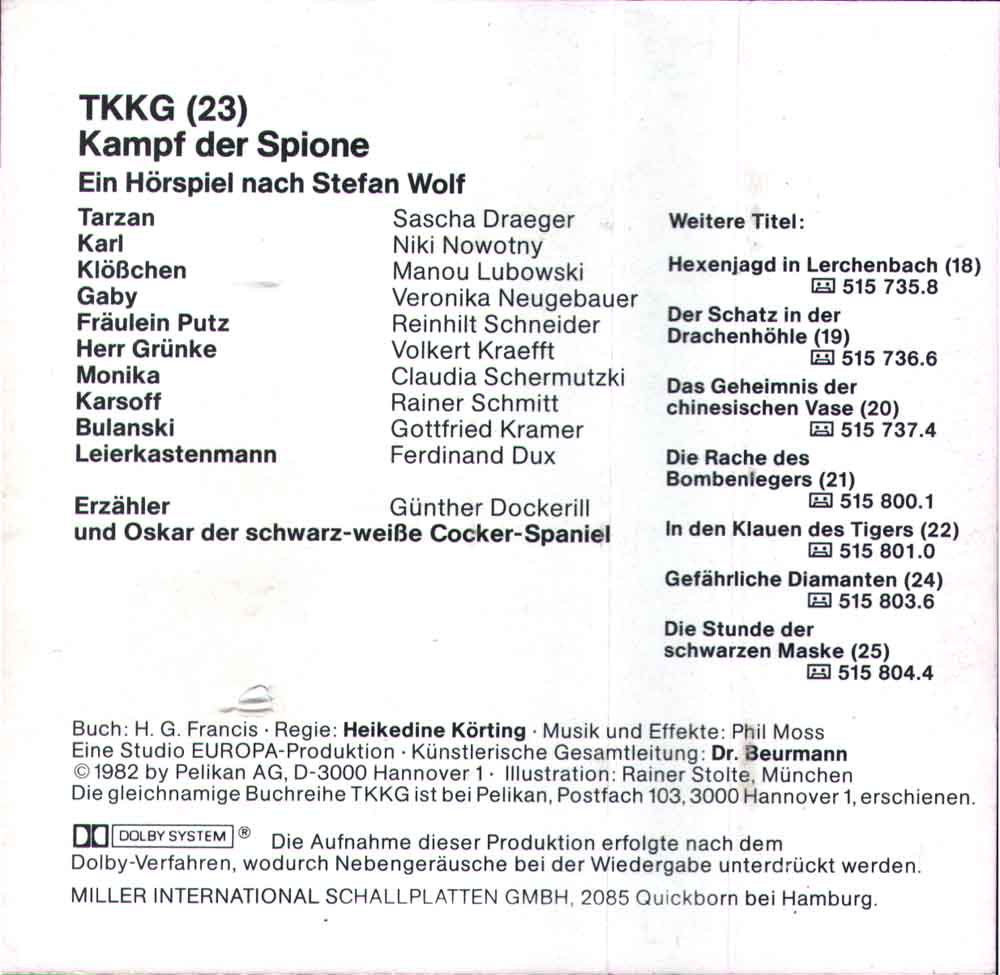 TKKG (23)
Kampf der Spione
Ein Hörspiel nach Stefan Wolf
Tarzan Sascha Draeger
Karl Niki Nowotny
Klößchen Manou Lubowski
Gaby Veronika Neugebauer
Fräulein Putz Reinhilt Schneider
Herr Grünke Volkert Kraefft
Monika Claudia Schermutzki
Karsoff Rainer Schmitt
Bulanski Gottfried Kramer
Leierkastenmann Ferdinand Dux
Erzähler Günther Dockerill
und Oskar der schwarz-weiße Cocker-Spaniel
Weitere Titel:
Hexenjagd in Lerchenbach (18)
515 735.8
Der Schatz in der
Drachenhöhle (19)
515 736.6
Das Geheimnis der
chinesischen Vase (20)
515 737.4
Die Rache des
Bombenlegers (21)
515 800.1
In den Klauen des Tigers (22)
515 801.0
Gefährliche Diamanten (24)
515 803.6
Die Stunde der
schwarzen Maske (25)
515 804.4
Buch: H. G. Francis · Regie: Heikedine Körting · Musik und Effekte: Phil Moss
Eine Studio EUROPA-Produktion · Künstlerische Gesamtleitung: Dr. Beurmann
© 1982 by Pelikan AG, D-3000 Hannover 1 · Illustration: Rainer Stolte, München
Die gleichnamige Buchreihe TKKG ist bei Pelikan, Postfach 103, 3000 Hannover 1, erschienen.
DOLBY SYSTEM ® Die Aufnahme dieser Produktion erfolgte nach dem
Dolby-Verfahren, wodurch Nebengeräusche bei der Wiedergabe unterdrückt werden.
MILLER INTERNATIONAL SCHALLPLATTEN GMBH, 2085 Quickborn bei Hamburg.